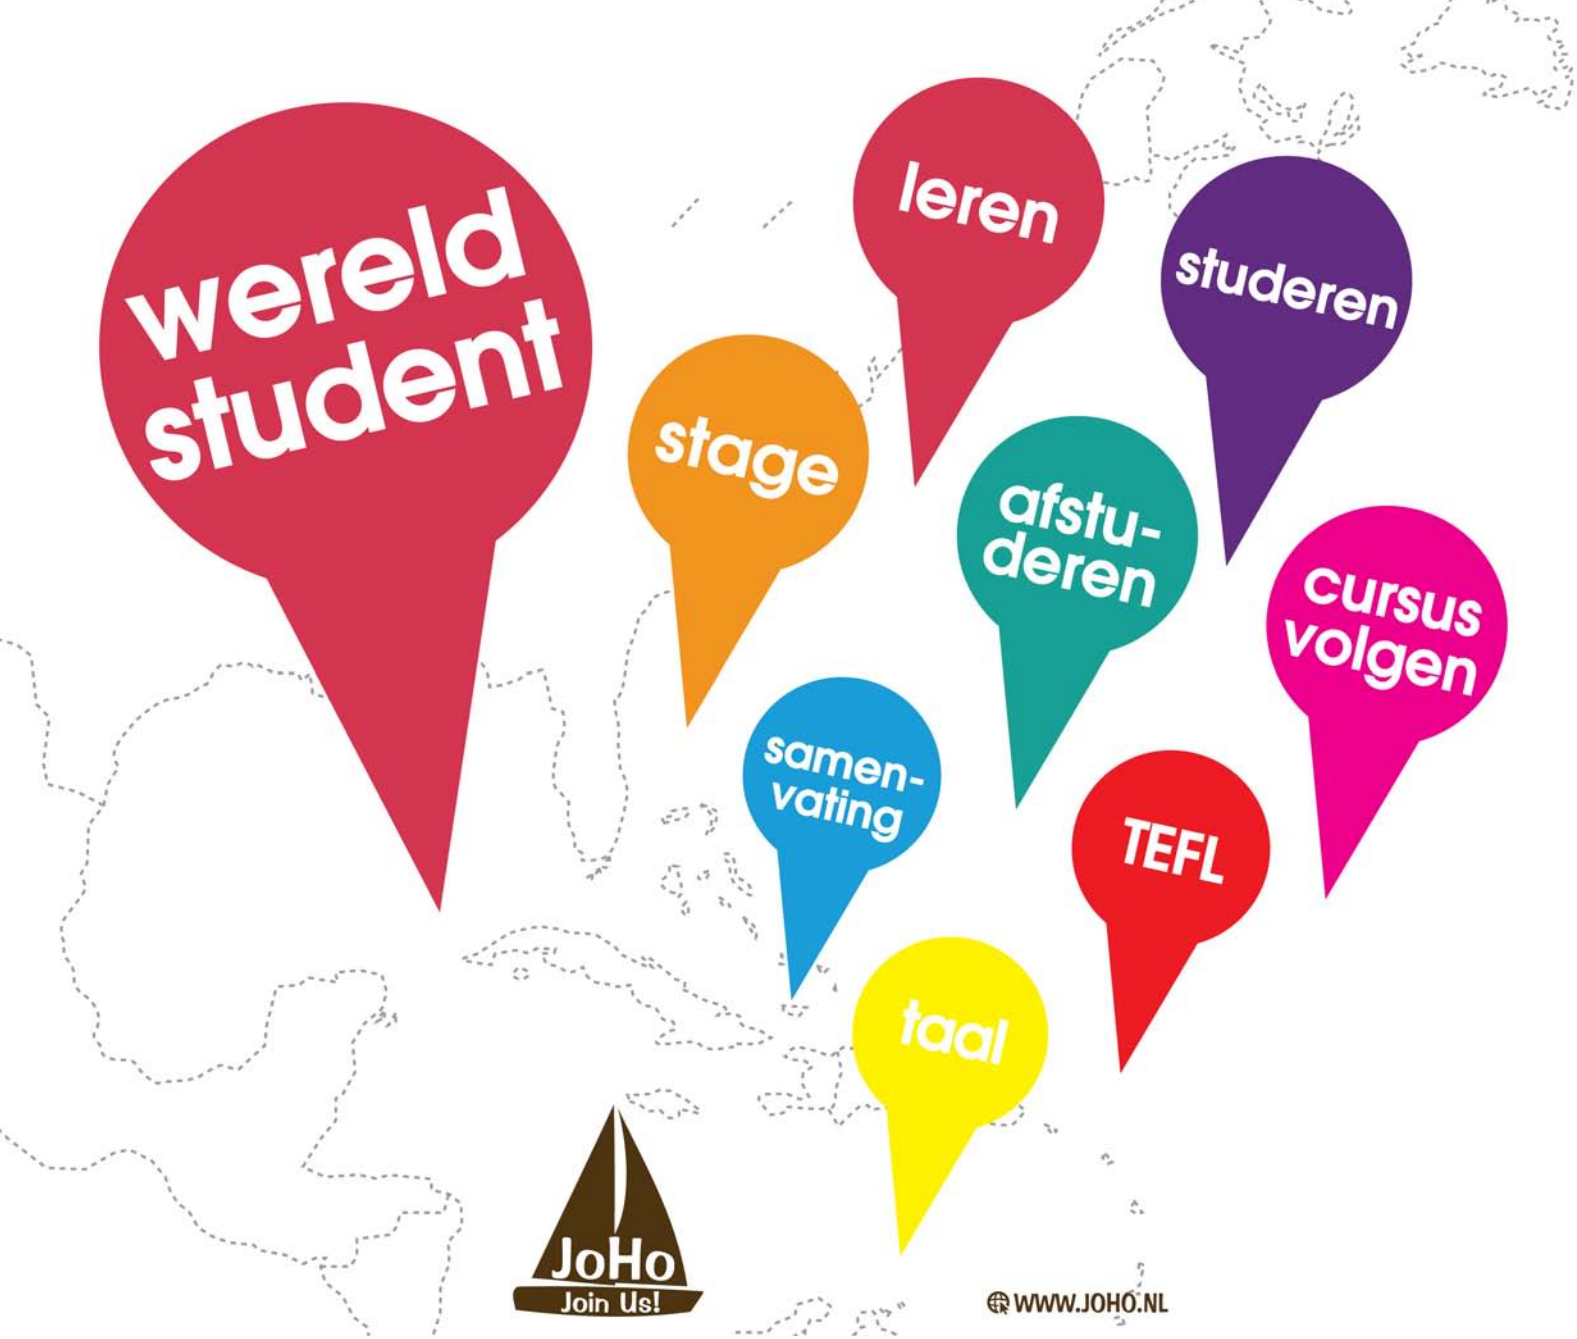 wereld
student
leren
studeren
stage
afstu-
deren
cursus
volgen
samen-
vating
TEFL
taal
JoHo
Join Us!
WWW.JOHO.NL